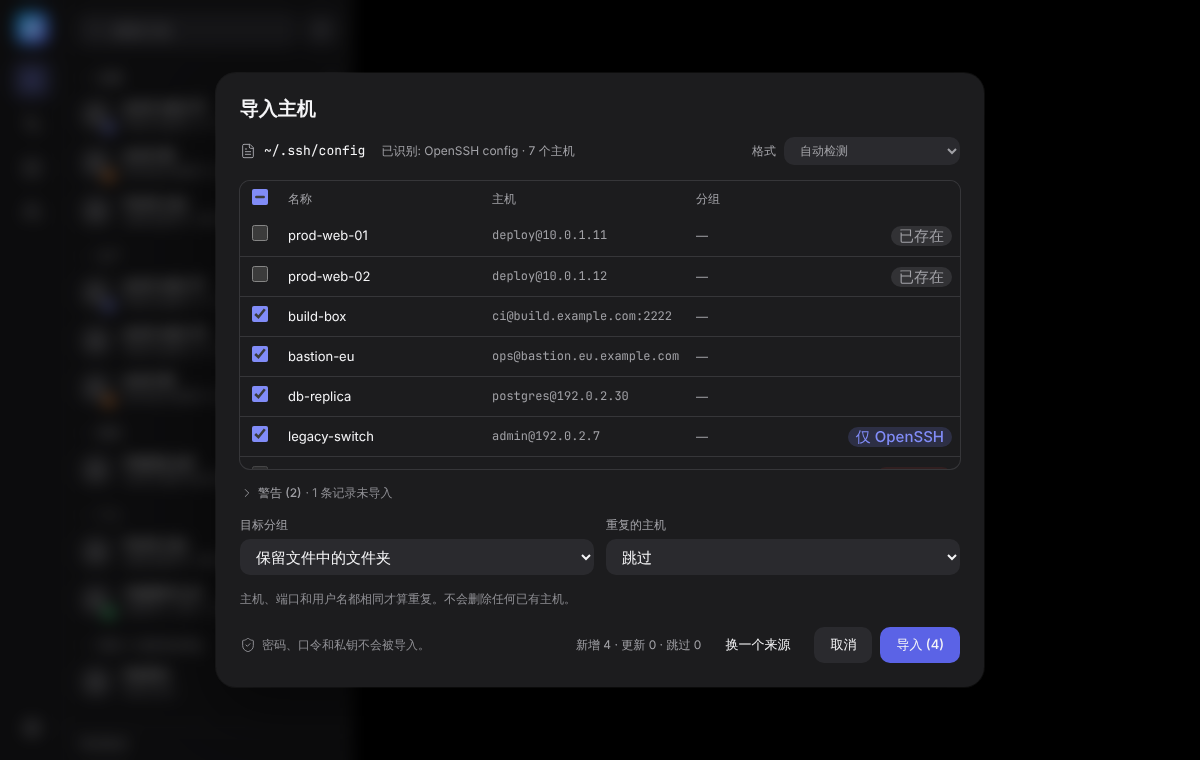 导入主机
~/.ssh/config 已识别: OpenSSH config · 7 个主机 格式 自动检测
名称 主机 分组
prod-web-01 deploy@10.0.1.11 — 已存在
prod-web-02 deploy@10.0.1.12 — 已存在
build-box ci@build.example.com:2222 —
bastion-eu ops@bastion.eu.example.com —
db-replica postgres@192.0.2.30 —
legacy-switch admin@192.0.2.7 — 仅 OpenSSH
警告 (2) · 1 条记录未导入
目标分组 重复的主机
保留文件中的文件夹 跳过
主机、端口和用户名都相同才算重复。不会删除任何已有主机。
密码、口令和私钥不会被导入。 新增 4 · 更新 0 · 跳过 0 换一个来源 取消 导入 (4)